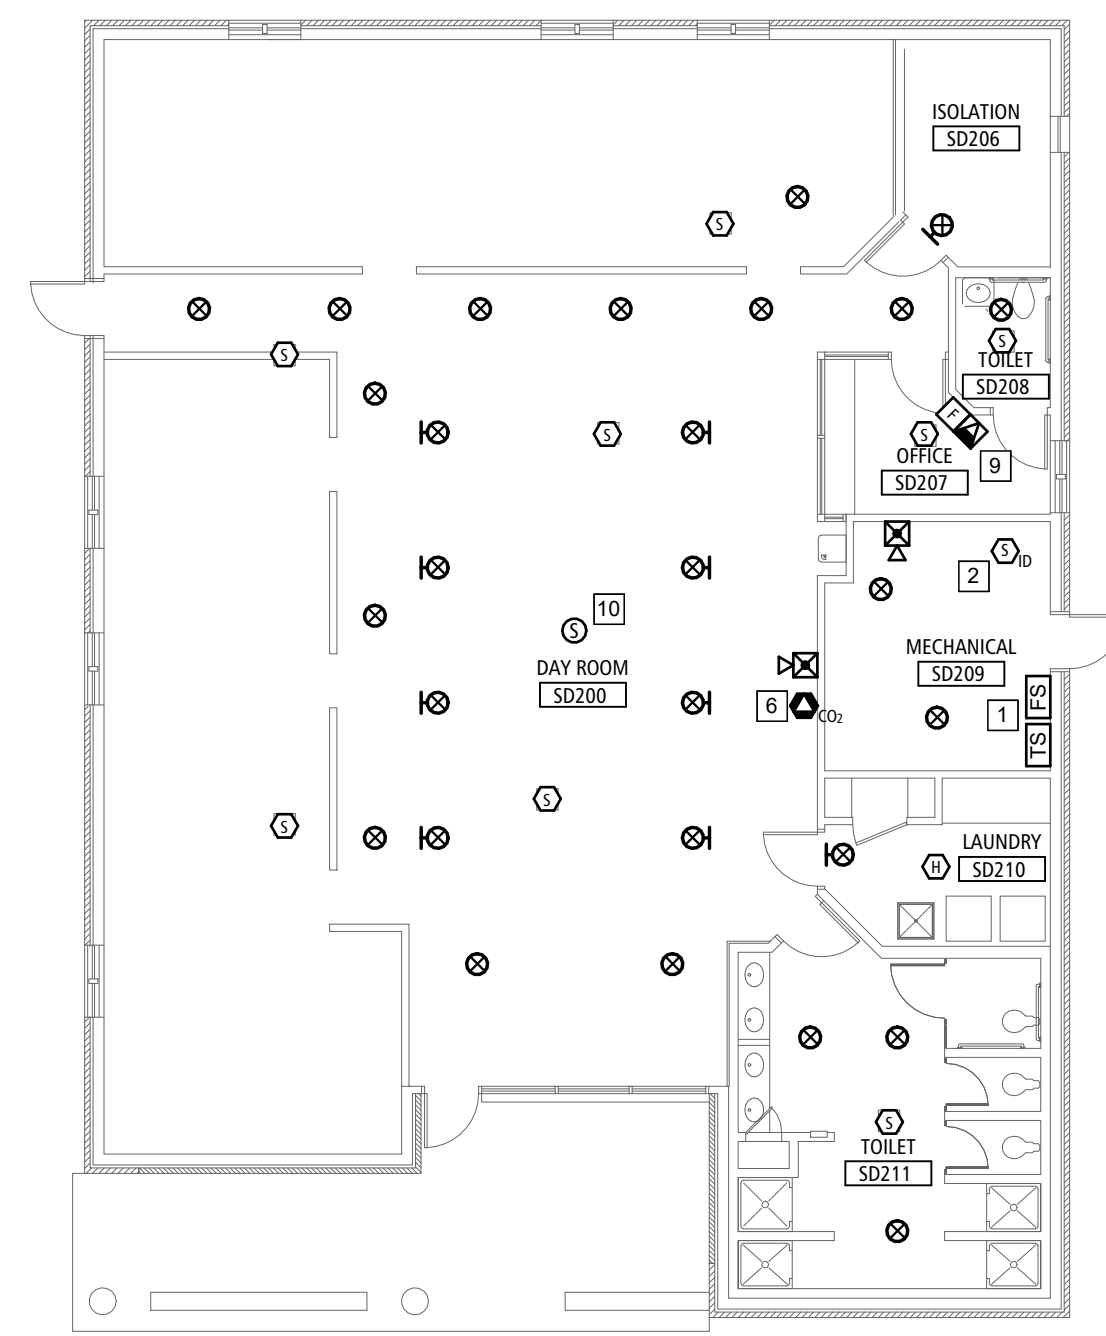 ISOLATION
SD206
S
S
S
TOILET
SD208
F
S
S
OFFICE
SD207
9
S
ID
2
10
S
DAY ROOM
SD200
MECHANICAL
SD209
6
CO2
1
FS
TS
S
S
H
LAUNDRY
SD210
S
TOILET
SD211